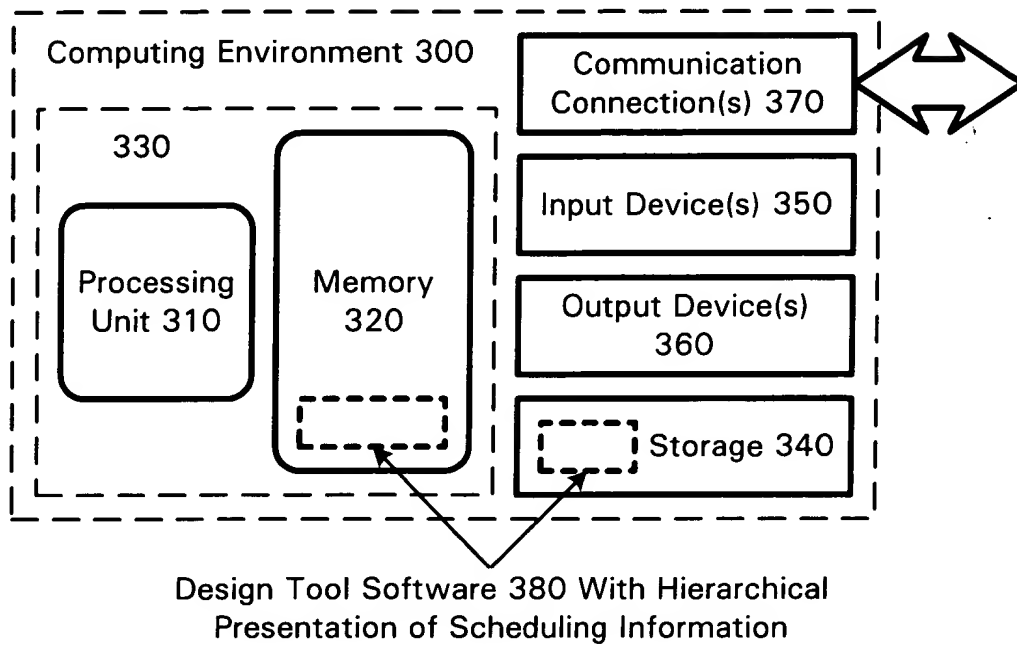 Computing Environment 300
330
Processing
Unit 310
Memory
320
Communication
Connection(s) 370
Input Device(s) 350
Output Device(s)
360
Storage 340
Design Tool Software 380 With Hierarchical
Presentation of Scheduling Information